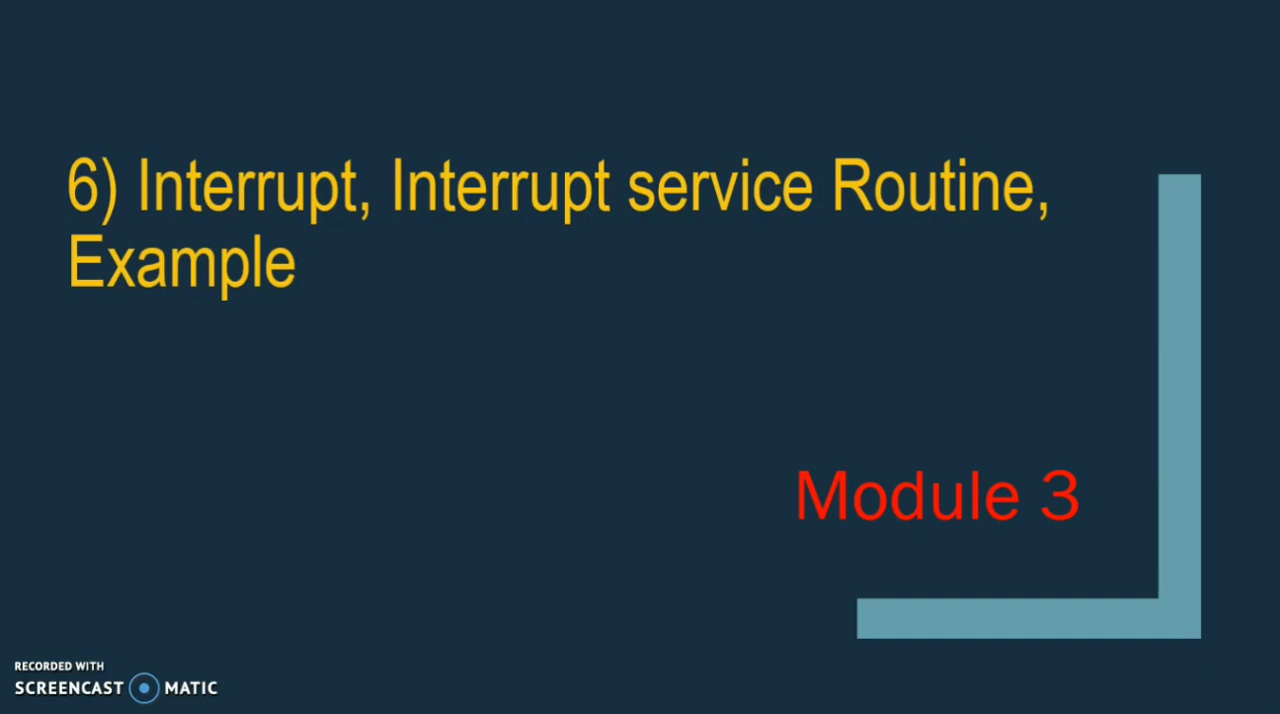 6) Interrupt, Interrupt service Routine,
Example
Module 3
RECORDED WITH
SCREENCAST MATIC